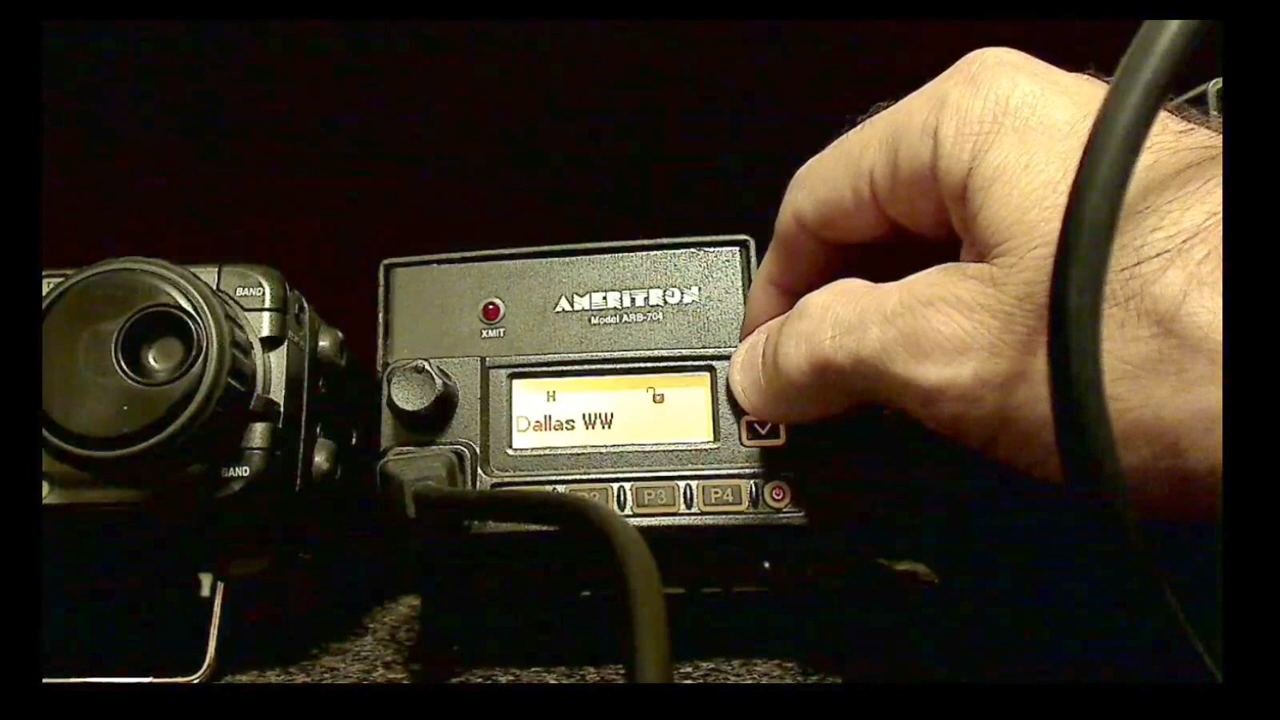 BAND
AMERITRON
Model ARB-704
XMIT
H
Dallas WW
BAND
P3
P4